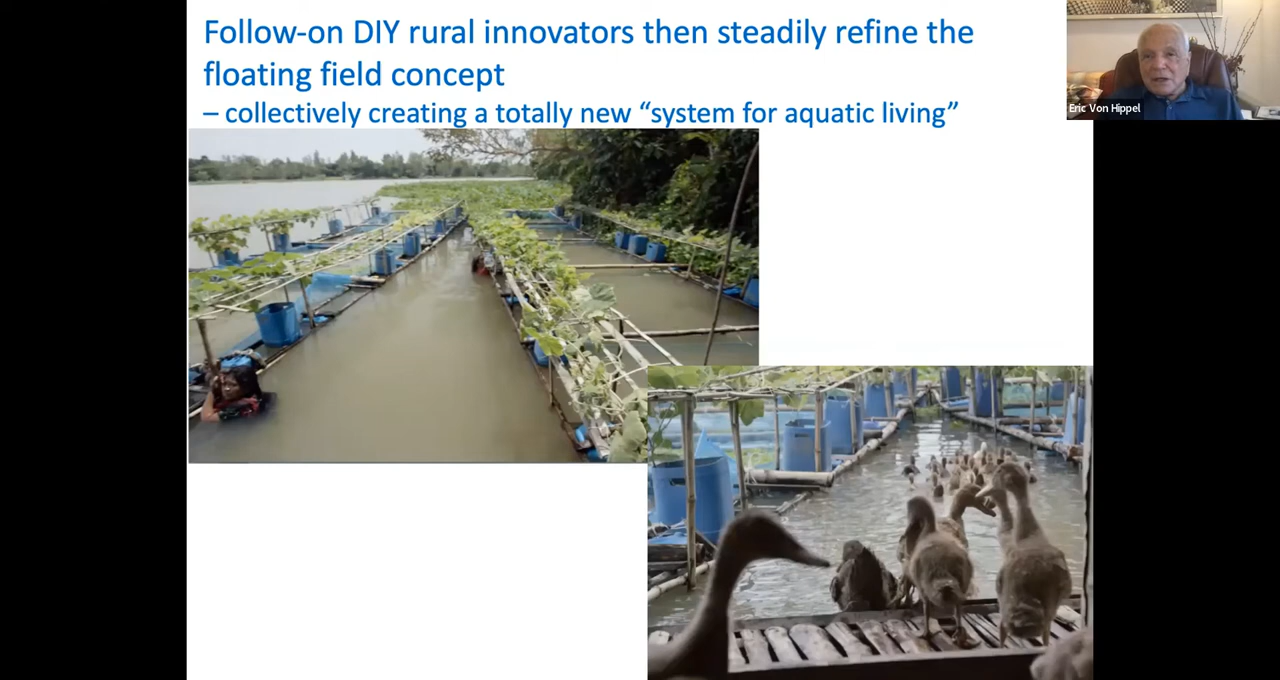 Follow-on DIY rural innovators then steadily refine the
floating field concept
– collectively creating a totally new “system for aquatic living”
Eric Von Hippel